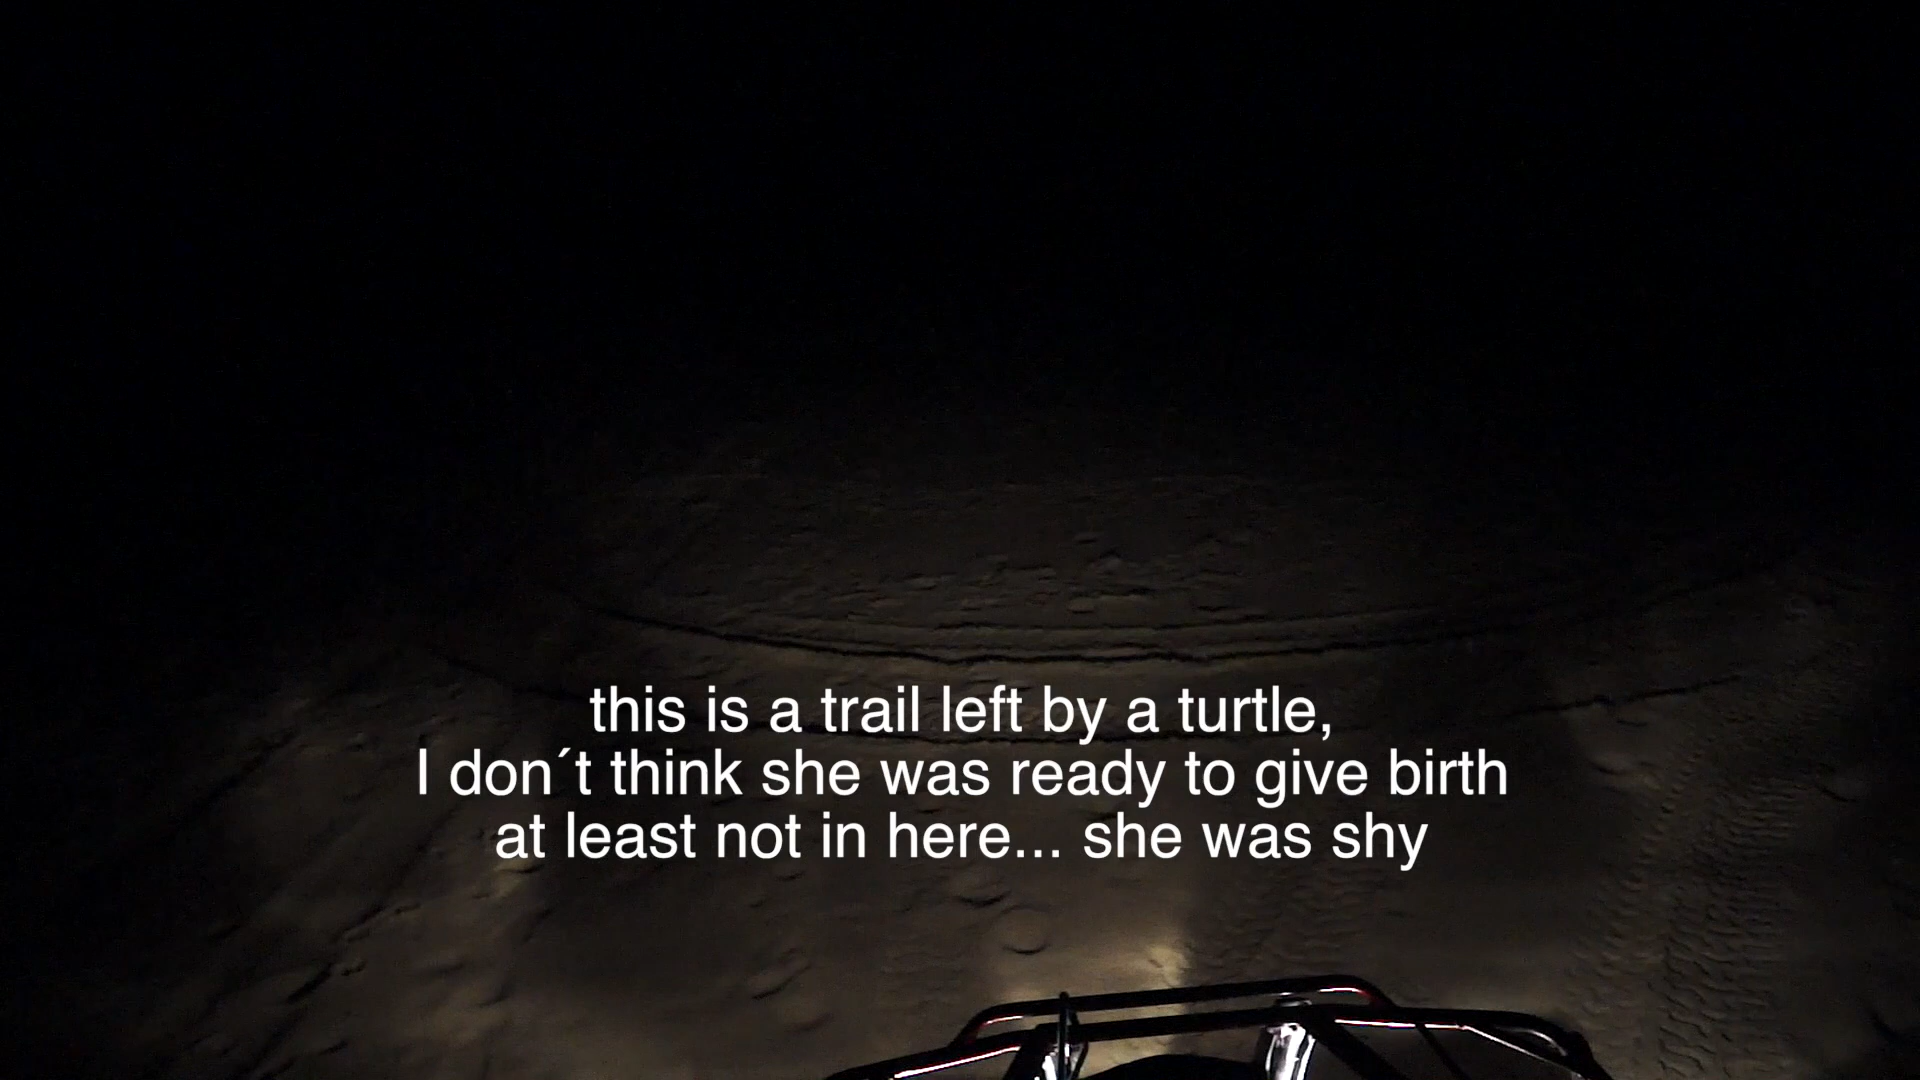 this is a trail left by a turtle,
I don´t think she was ready to give birth
at least not in here... she was shy